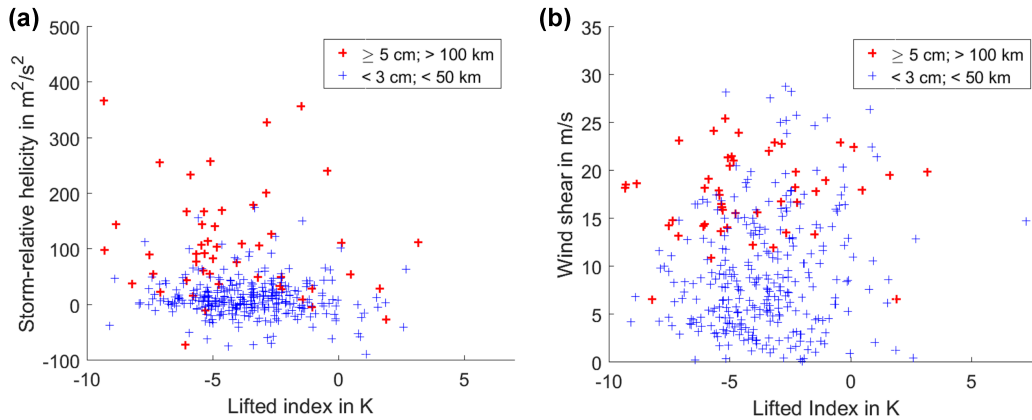 (a)
500
400
300
200
100
0
-100
-10
-5
0
5
Storm-relative helicity in m²/s²
Lifted index in K
≥ 5 cm; > 100 km
< 3 cm; < 50 km
(b)
35
30
25
20
15
10
5
0
-10
-5
0
5
Wind shear in m/s
Lifted Index in K
≥ 5 cm; > 100 km
< 3 cm; < 50 km